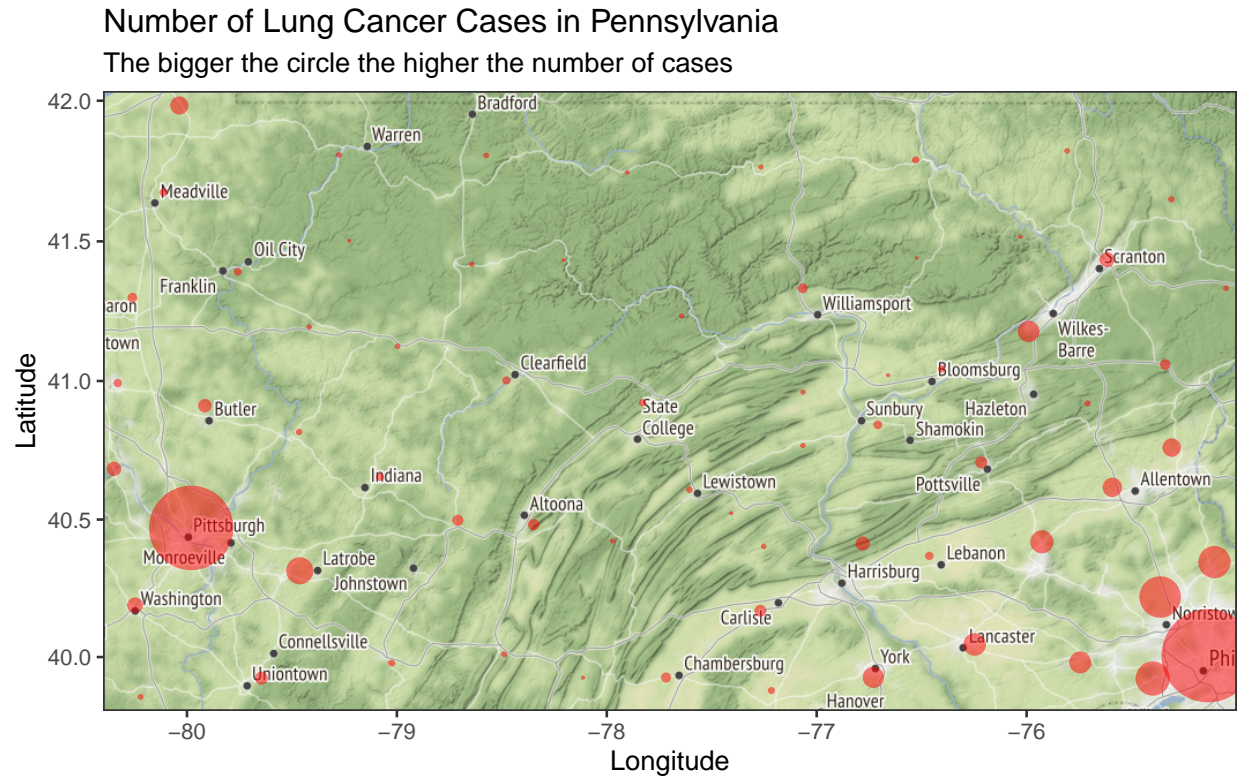 Number of Lung Cancer Cases in Pennsylvania
The bigger the circle the higher the number of cases
42.0
41.5
41.0
40.5
40.0
Latitude
Bradford
Warren
Meadville
Oil City
Franklin
Scranton
aron
Williamsport
town
Wilkes-
Barre
Clearfield
Bloomsburg
Butler
State
College
Sunbury
Hazleton
Shamokin
Indiana
Lewistown
Pottsville
Allentown
Altoona
Pittsburgh
Monroeville
Latrobe
Johnstown
Lebanon
Harrisburg
Washington
Carlisle
Norristow
Connellsville
Lancaster
Uniontown
Chambersburg
York
Phi
Hanover
−80
−79
−78
−77
−76
Longitude